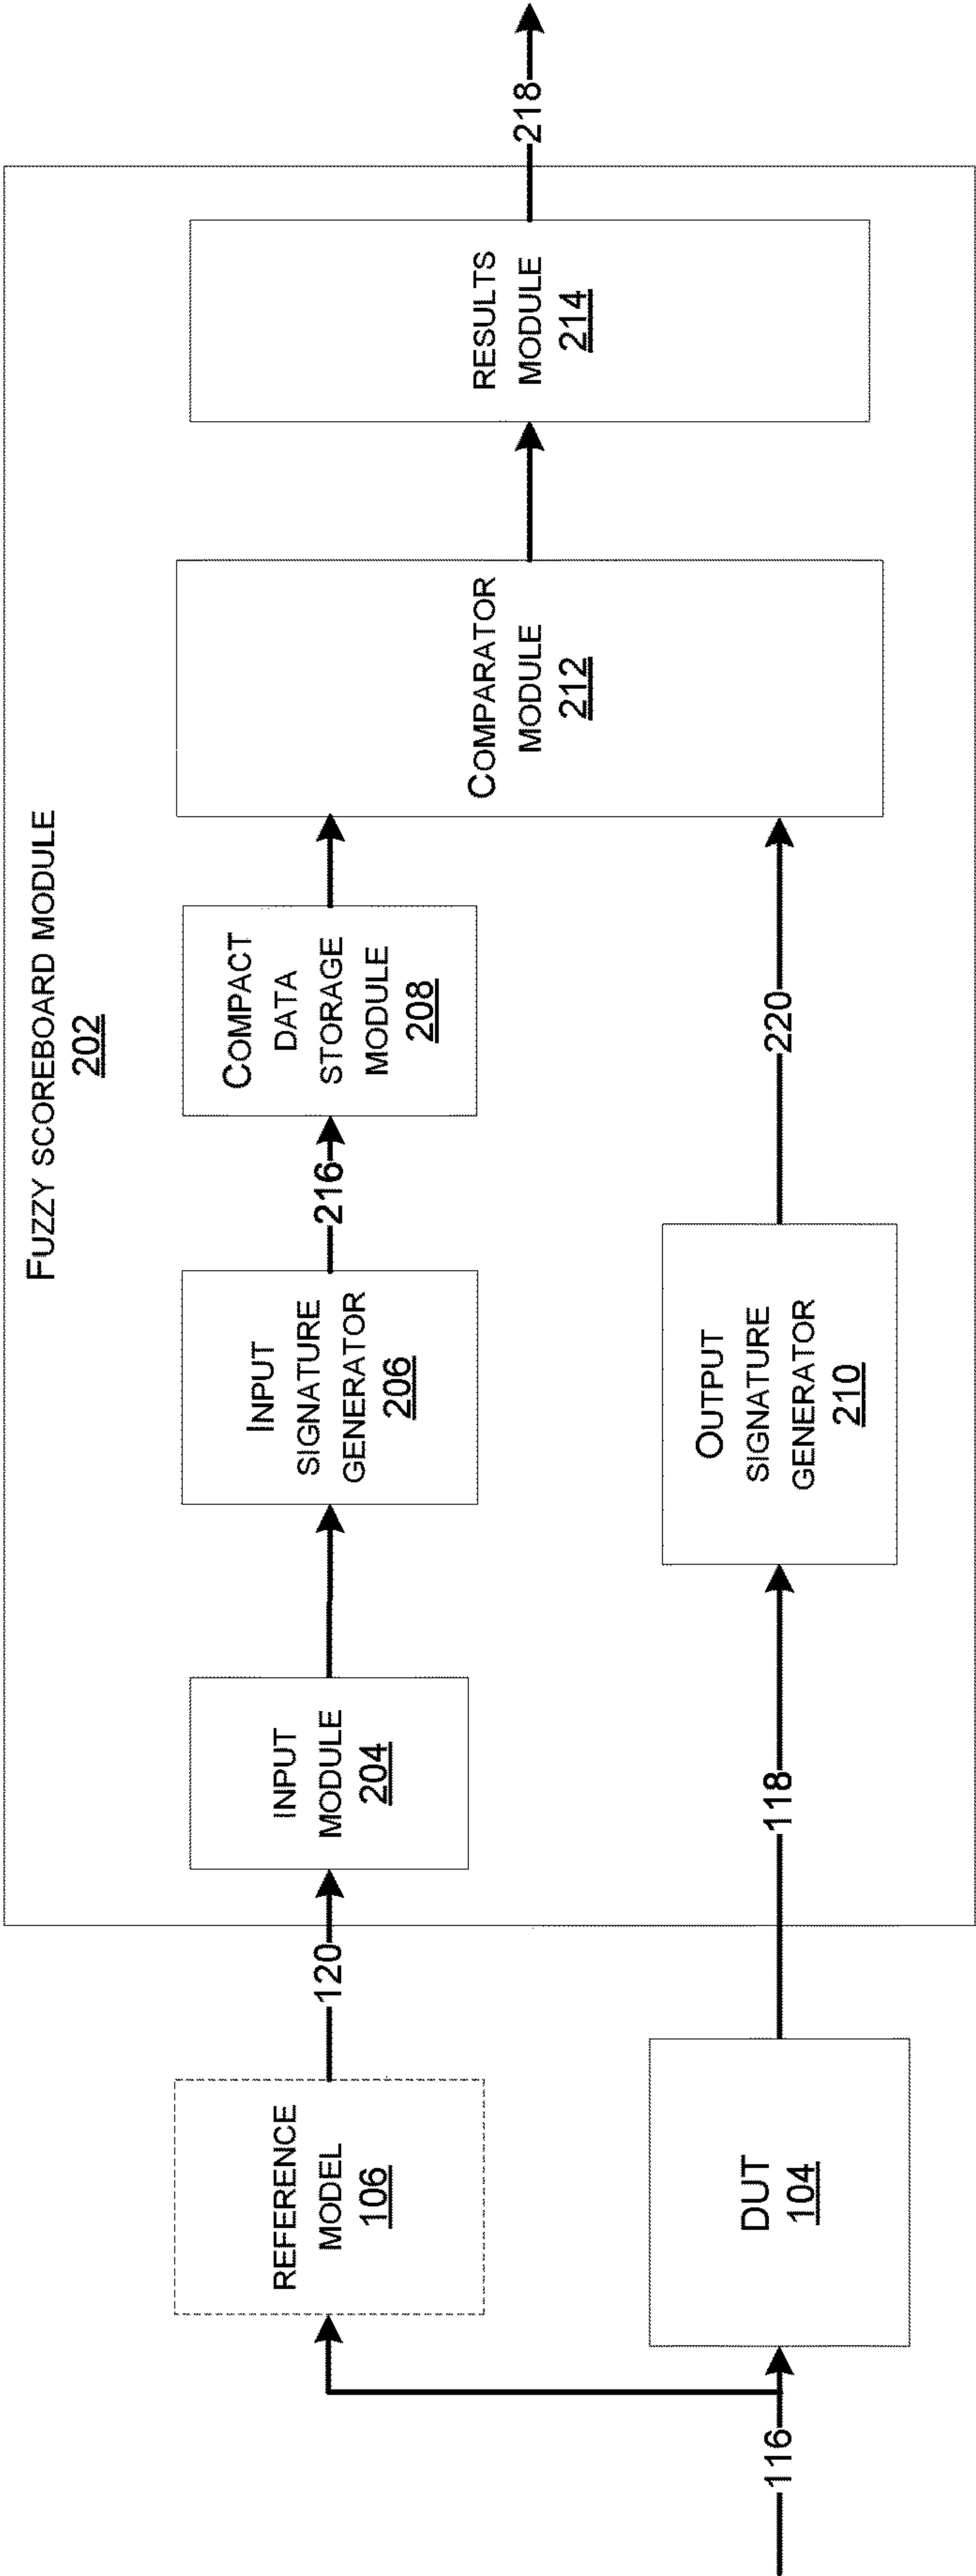 FUZZY SCOREBOARD MODULE
202
REFERENCE
MODEL
106
120
INPUT
MODULE
204
INPUT
SIGNATURE
GENERATOR
206
216
COMPACT
DATA
STORAGE
MODULE
208
COMPARATOR
MODULE
212
RESULTS
MODULE
214
218
116
DUT
104
118
OUTPUT
SIGNATURE
GENERATOR
210
220